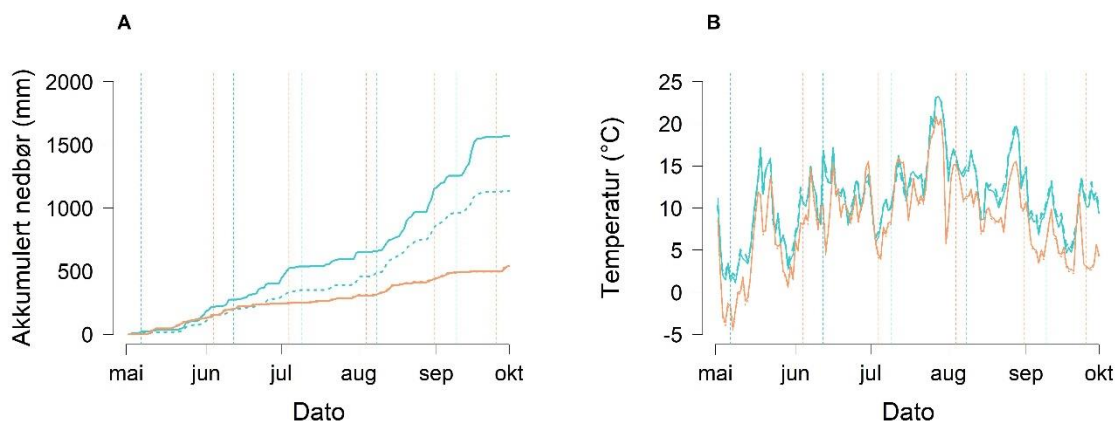 A
Akkumulert nedbør (mm)
2000
1500
1000
500
0
mai jun jul aug sep okt
Dato
B
Temperatur (°C)
25
20
15
10
5
0
-5
mai jun jul aug sep okt
Dato